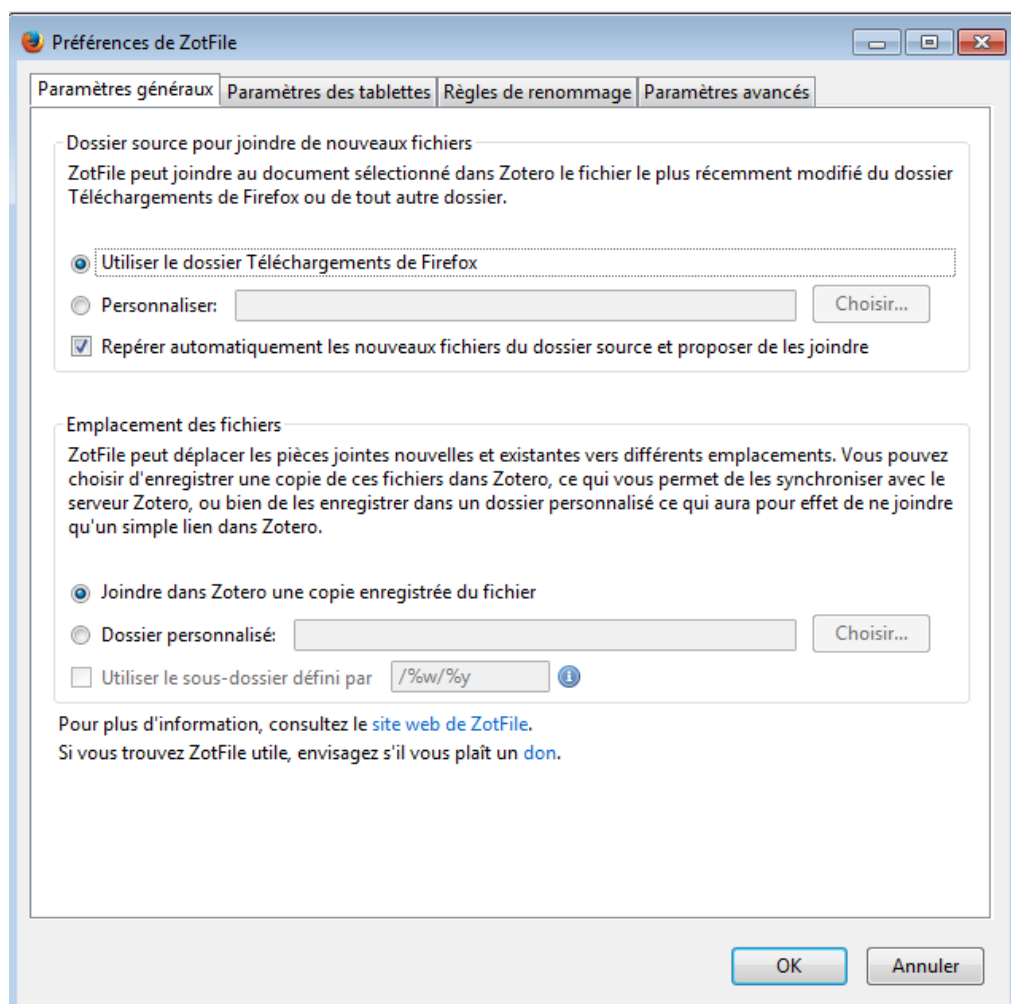 Préférences de ZotFile
Paramètres généraux Paramètres des tablettes Règles de renommage Paramètres avancés
Dossier source pour joindre de nouveaux fichiers
ZotFile peut joindre au document sélectionné dans Zotero le fichier le plus récemment modifié du dossier
Téléchargements de Firefox ou de tout autre dossier.
Utiliser le dossier Téléchargements de Firefox
Personnaliser: Choisir...
Repérer automatiquement les nouveaux fichiers du dossier source et proposer de les joindre
Emplacement des fichiers
ZotFile peut déplacer les pièces jointes nouvelles et existantes vers différents emplacements. Vous pouvez
choisir d'enregistrer une copie de ces fichiers dans Zotero, ce qui vous permet de les synchroniser avec le
serveur Zotero, ou bien de les enregistrer dans un dossier personnalisé ce qui aura pour effet de ne joindre
qu'un simple lien dans Zotero.
Joindre dans Zotero une copie enregistrée du fichier
Dossier personnalisé: Choisir...
Utiliser le sous-dossier défini par /%w/%y
Pour plus d'information, consultez le site web de ZotFile.
Si vous trouvez ZotFile utile, envisagez s'il vous plaît un don.
OK Annuler